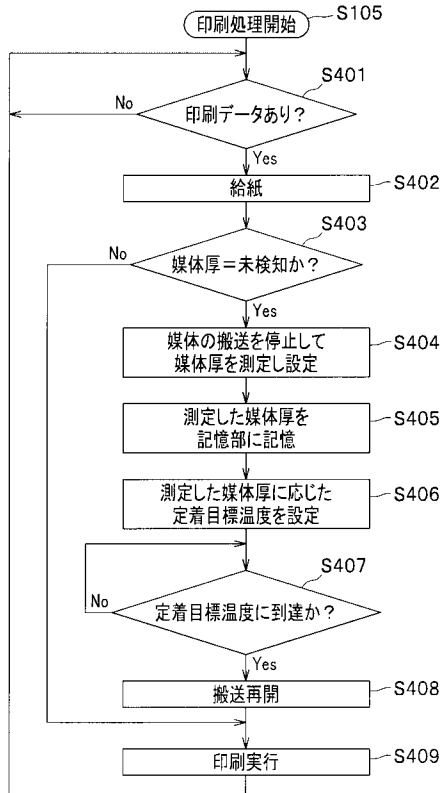 印刷処理開始
S105
S401
No
印刷データあり?
Yes
給紙
S402
S403
No
媒体厚=未検知か?
Yes
媒体の搬送を停止して
媒体厚を測定し設定
S404
測定した媒体厚を
記憶部に記憶
S405
測定した媒体厚に応じた
定着目標温度を設定
S406
S407
No
定着目標温度に到達か?
Yes
搬送再開
S408
印刷実行
S409